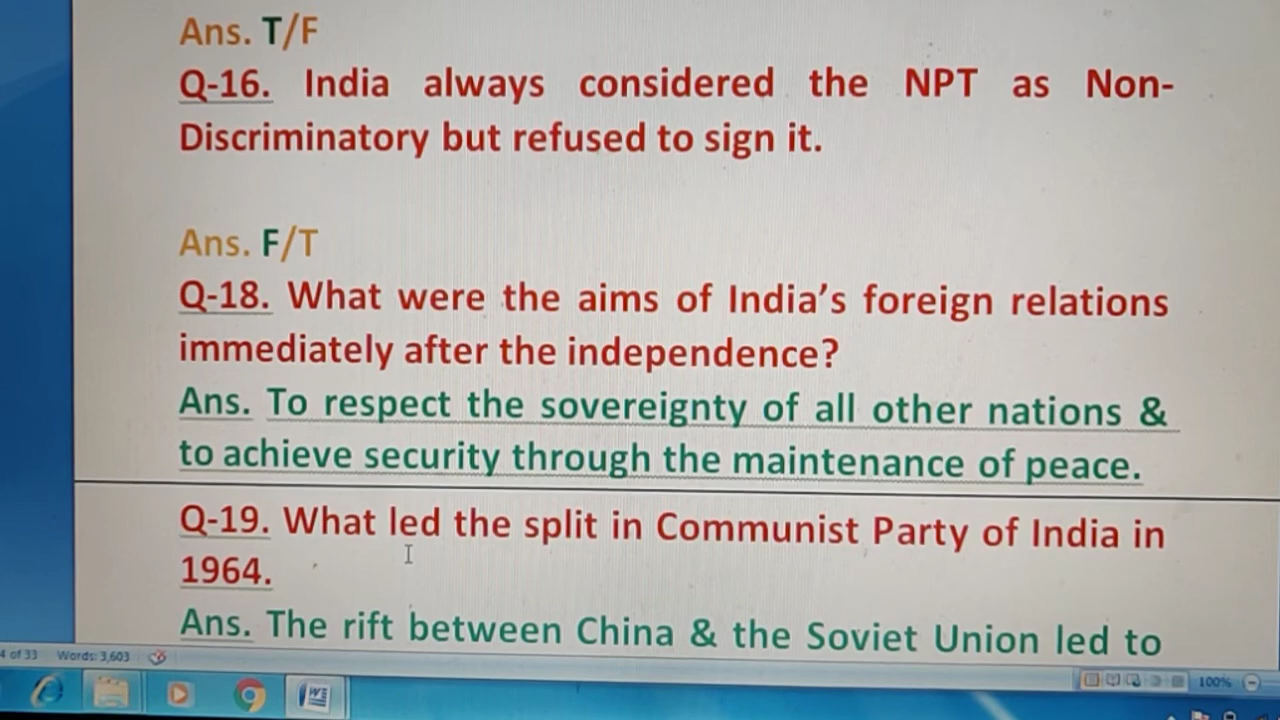 Ans. T/F
Q-16. India always considered the NPT as Non-
Discriminatory but refused to sign it.
Ans. F/T
Q-18. What were the aims of India's foreign relations
immediately after the independence?
Ans. To respect the sovereignty of all other nations &
to achieve security through the maintenance of peace.
Q-19. What led the split in Communist Party of India in
1964.
Ans. The rift between China & the Soviet Union led to
4 of 33 Words: 3,603
100%